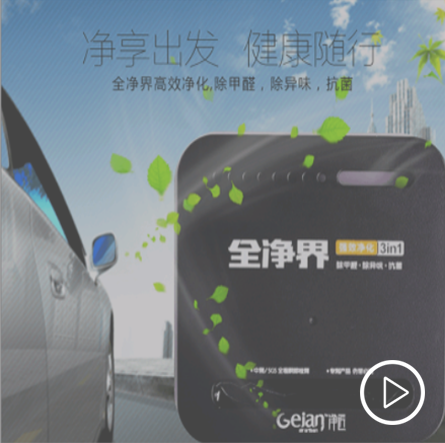 净享出发 健康随行
全净界高效净化,除甲醛，除异味，抗菌
全净界
强效净化 3in1
除甲醛·除异味·抗菌
Gelan